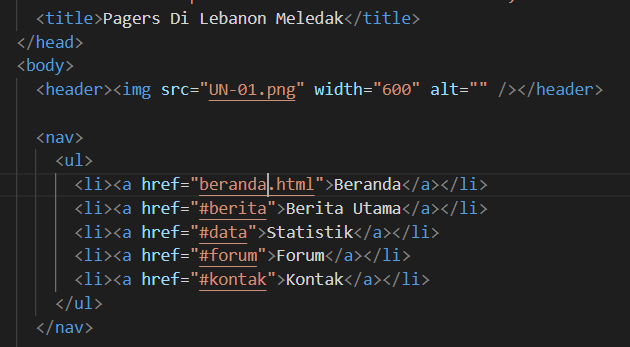 <title>Pagers Di Lebanon Meledak</title>
</head>
<body>
<header><img src="UN-01.png" width="600" alt="" /></header>
<nav>
<ul>
<li><a href="beranda.html">Beranda</a></li>
<li><a href="#berita">Berita Utama</a></li>
<li><a href="#data">Statistik</a></li>
<li><a href="#forum">Forum</a></li>
<li><a href="#kontak">Kontak</a></li>
</ul>
</nav>